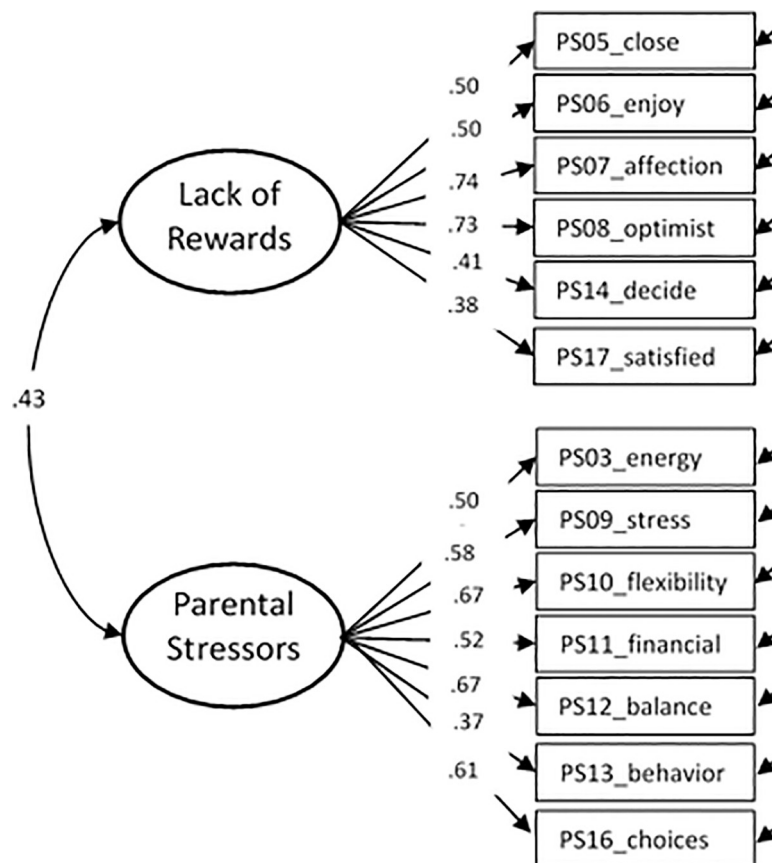 PS05_close
.50
PS06_enjoy
.50
PS07_affection
.74
PS08_optimist
.73
PS14_decide
.41
PS17_satisfied
.38
Lack of
Rewards
.43
PS03_energy
.50
PS09_stress
.58
PS10_flexibility
.67
PS11_financial
.52
PS12_balance
.67
PS13_behavior
.37
PS16_choices
.61
Parental
Stressors